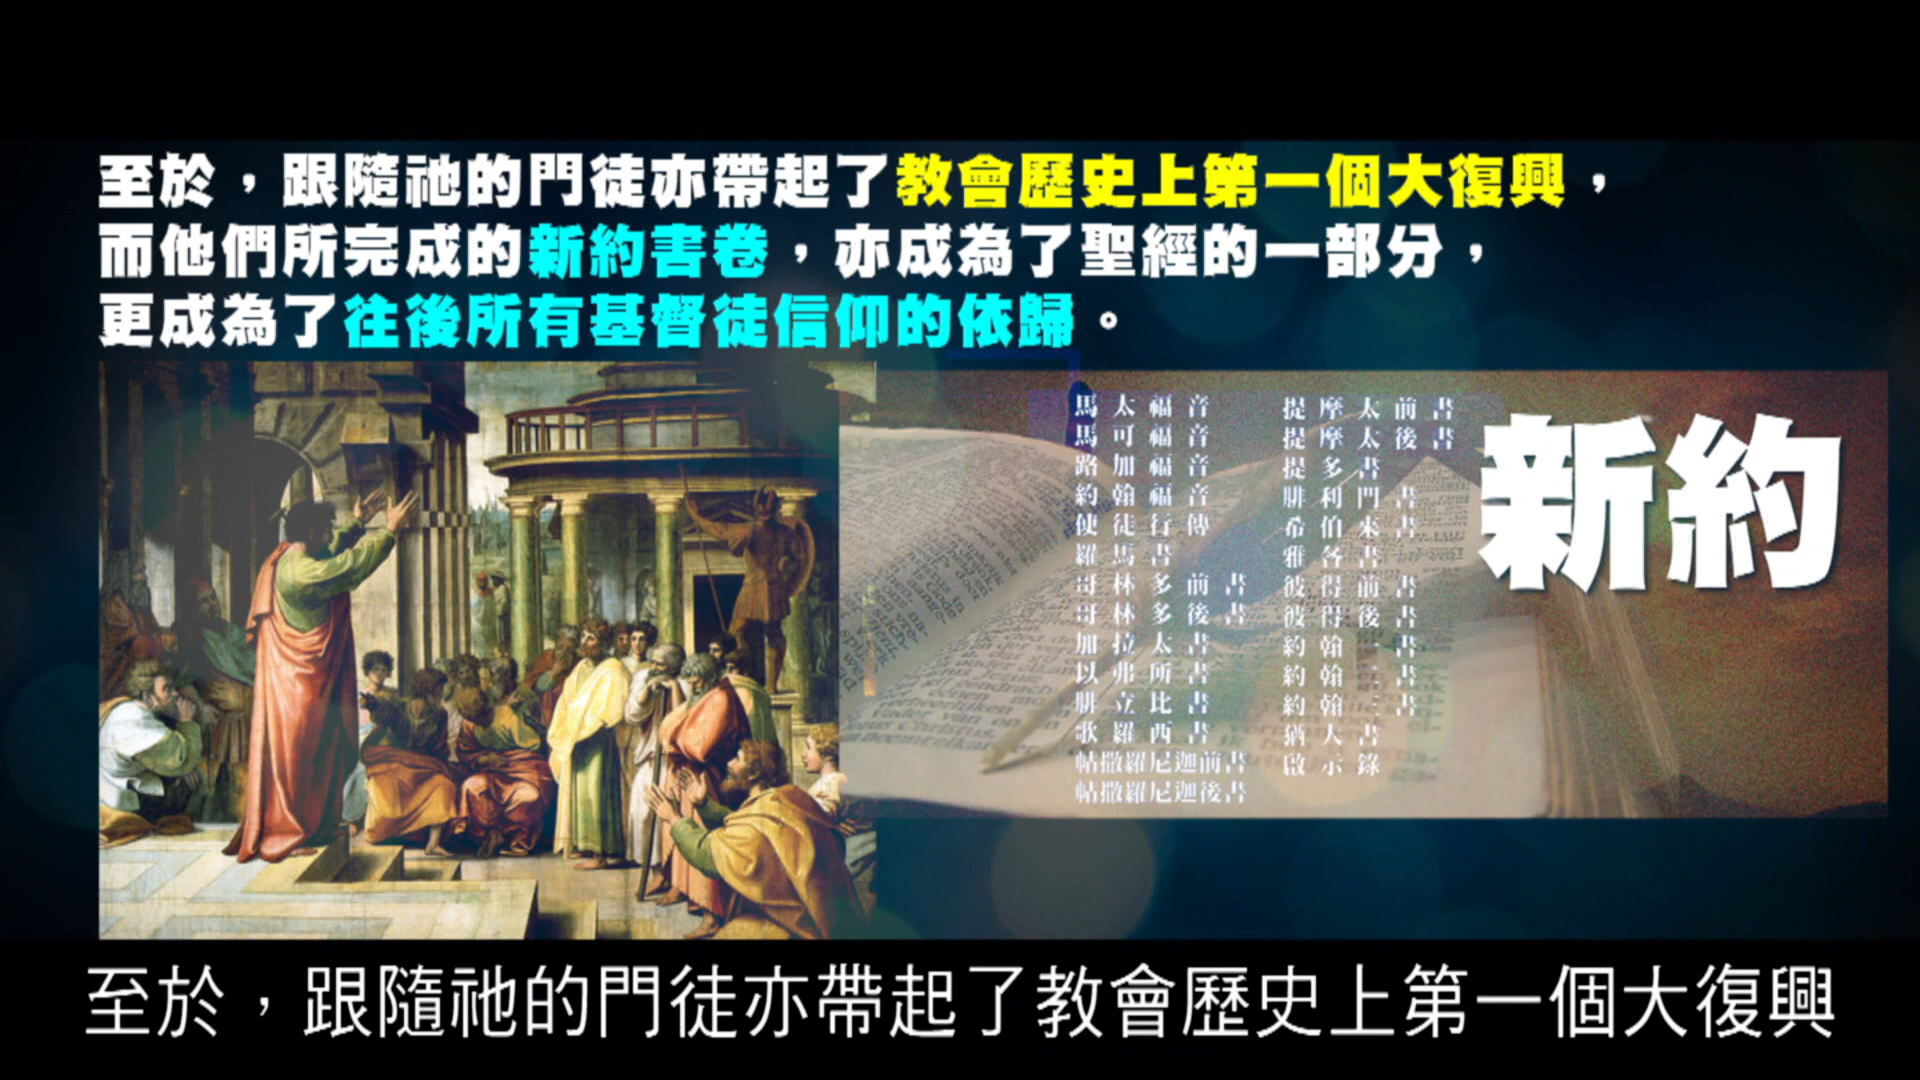 至於，跟隨祂的門徒亦帶起了教會歷史上第一個大復興，
而他們所完成的新約書卷，亦成為了聖經的一部分，
更成為了往後所有基督徒信仰的依歸。
馬太福音
馬可福音
路加福音
約翰福音
使徒行傳
羅馬書
哥林多前書
哥林多後書
加拉太書
以弗所書
腓立比書
歌羅西書
帖撒羅尼迦前書
帖撒羅尼迦後書
提摩太前書
提摩太後書
提多書
腓利門書
希伯來書
雅各書
彼得前書
彼得後書
約翰一書
約翰二書
約翰三書
猶大書
啟示錄
新約
至於，跟隨祂的門徒亦帶起了教會歷史上第一個大復興